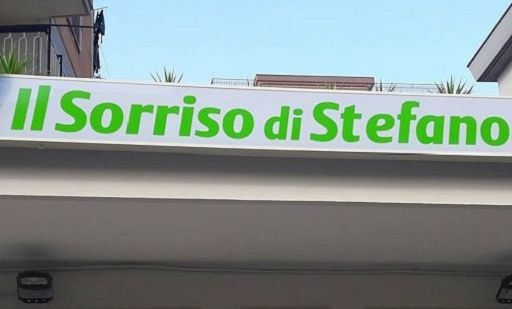 Il Sorriso di Stefano